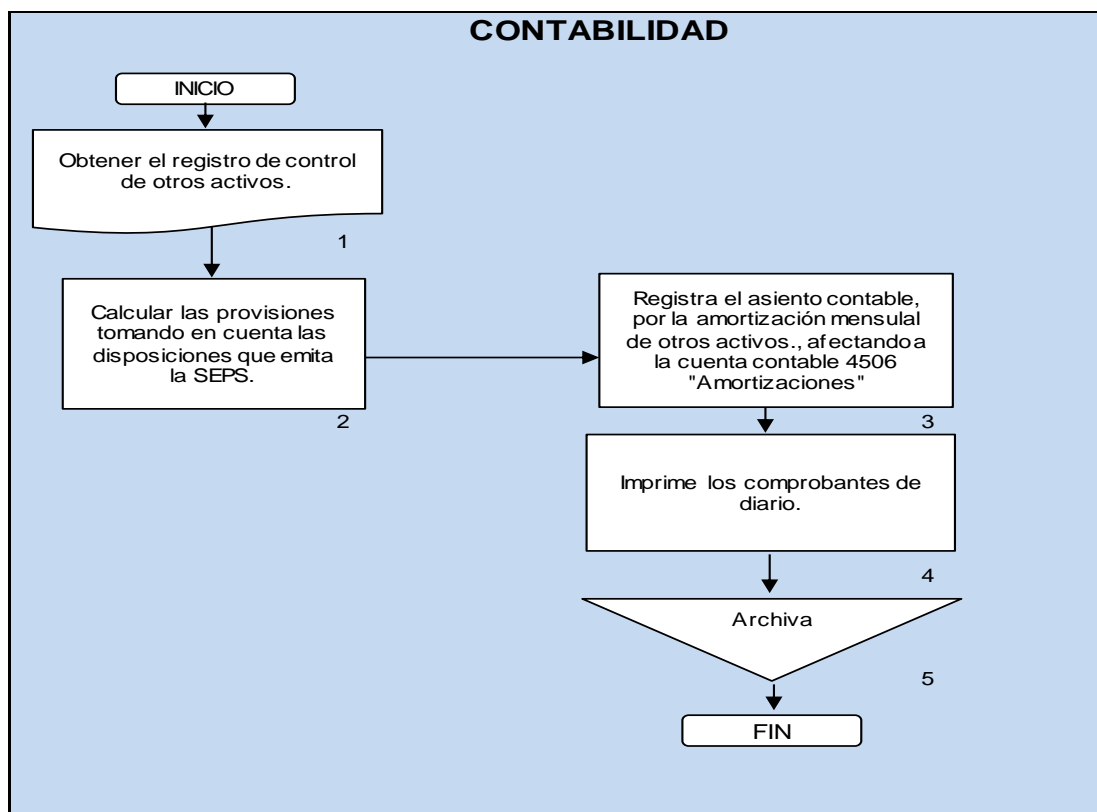 CONTABILIDAD
INICIO
Obtener el registro de control
de otros activos.
1
Calcular las provisiones
tomando en cuenta las
disposiciones que emita
la SEPS.
2
Registra el asiento contable,
por la amortización mensulal
de otros activos., afectando a
la cuenta contable 4506
"Amortizaciones"
3
Imprime los comprobantes de
diario.
4
Archiva
5
FIN